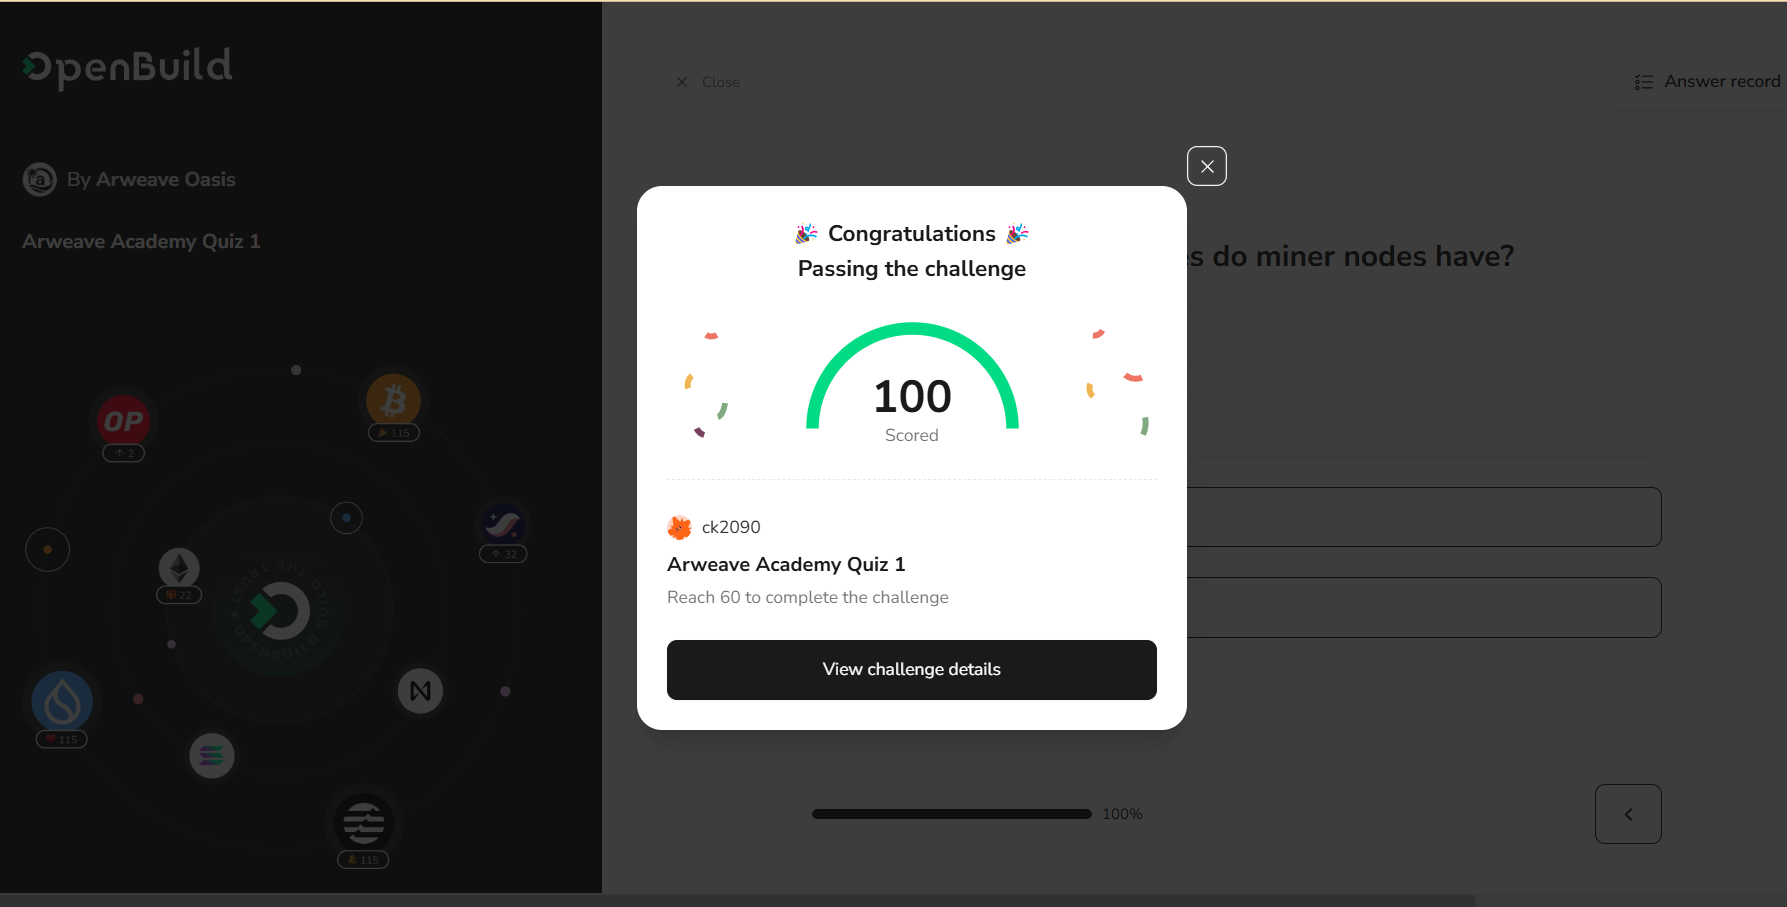 OpenBuild
Close
Answer record
By Arweave Oasis
Arweave Academy Quiz 1
🎉 Congratulations 🎉
Passing the challenge
es do miner nodes have?
100
Scored
OP
↑ 2
115
↑ 32
22
ck2090
Arweave Academy Quiz 1
Reach 60 to complete the challenge
View challenge details
115
115
100%